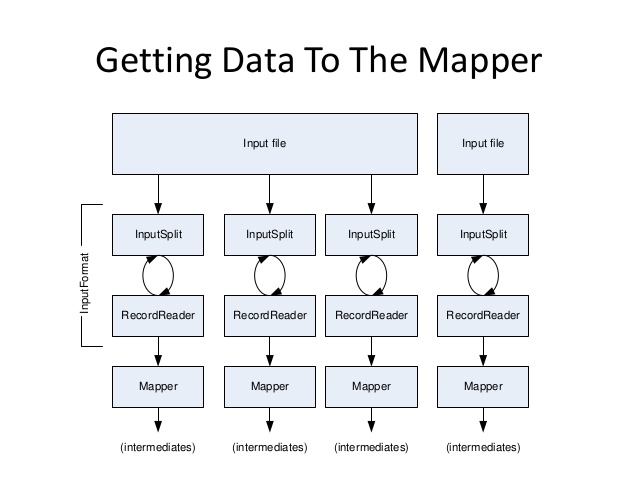 Getting Data To The Mapper
Input file
Input file
InputFormat
InputSplit
InputSplit
InputSplit
InputSplit
RecordReader
RecordReader
RecordReader
RecordReader
Mapper
Mapper
Mapper
Mapper
(intermediates)
(intermediates)
(intermediates)
(intermediates)